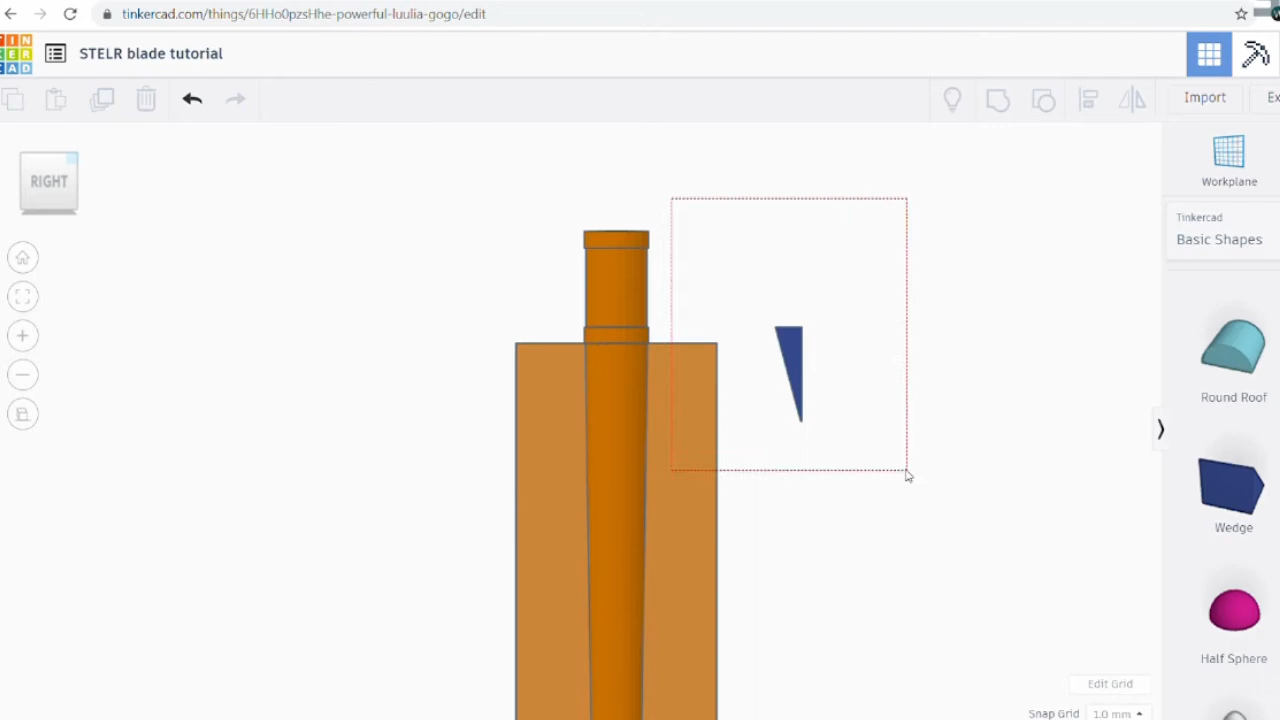 tinkercad.com/things/6HHo0pzsHhe-powerful-luulia-gogo/edit
TIN
KER
CAD
STELR blade tutorial
Import
Ex
RIGHT
Workplane
Tinkercad
Basic Shapes
Round Roof
Wedge
Half Sphere
Edit Grid
Snap Grid 1.0 mm